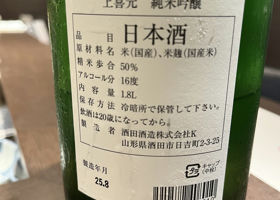 上喜元 純米吟醸
品目 日本酒
原材料名 米(国産)、米麹(国産米)
精米歩合 50%
アルコール分 16度
内容量 1.8L
保存方法 冷暗所で保管して下さい。
飲酒は20歳になってから。
製造者 酒田酒造株式会社K
山形県酒田市日吉町2-3-25
製造年月
25.8
キャップ
(中栓)